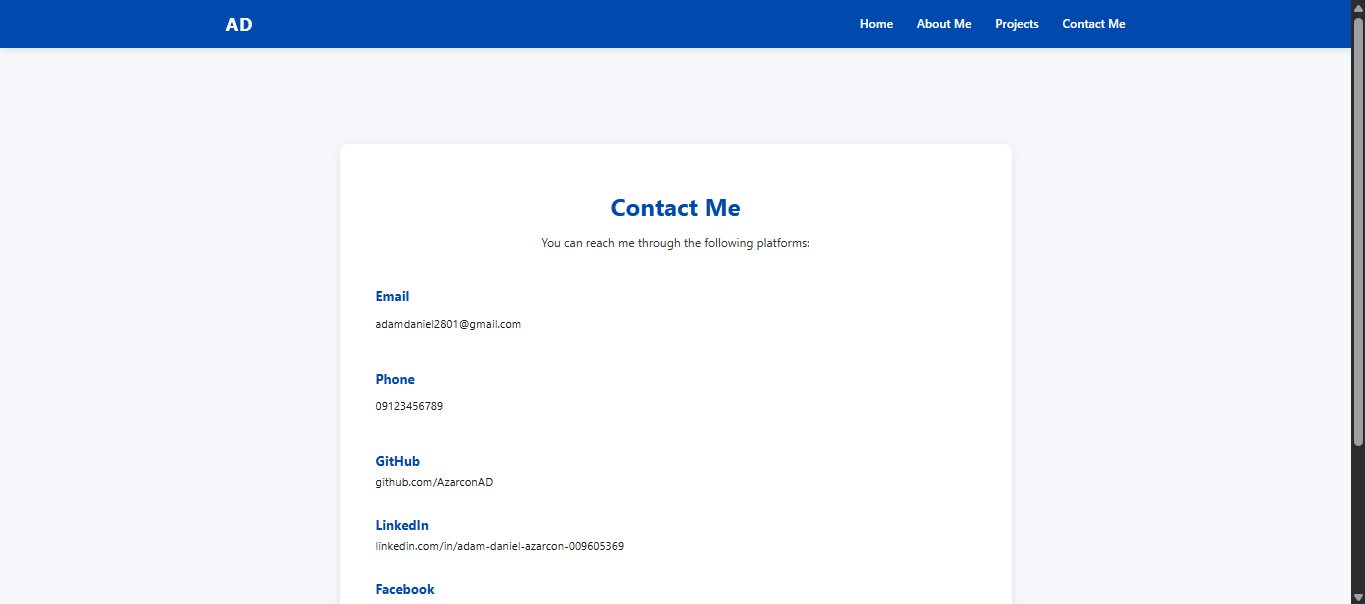 AD
Home About Me Projects Contact Me
Contact Me
You can reach me through the following platforms:
Email
adamdaniel2801@gmail.com
Phone
09123456789
GitHub
github.com/AzarconAD
LinkedIn
linkedin.com/in/adam-daniel-azarcon-009605369
Facebook